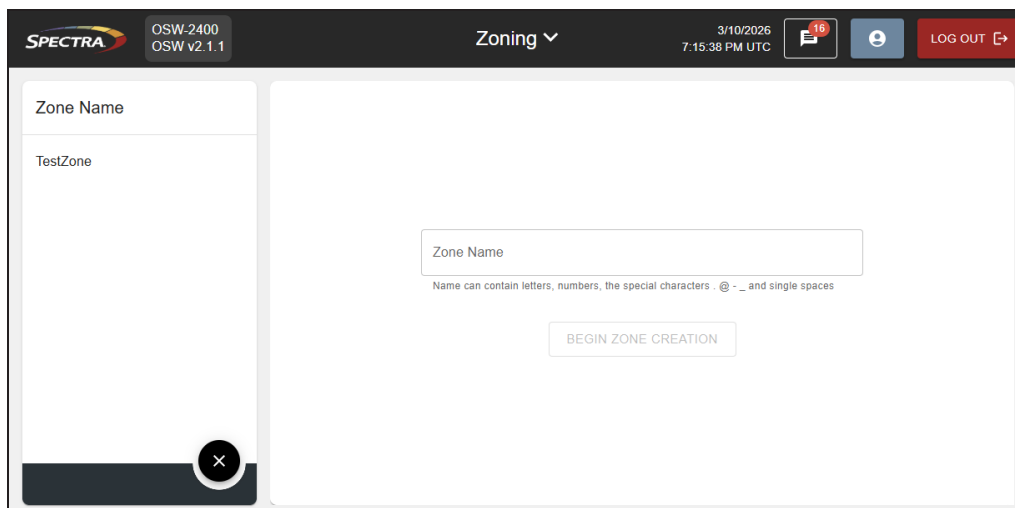 SPECTRA
OSW-2400
OSW v2.1.1
Zoning
3/10/2026
7:15:38 PM UTC
16
LOG OUT
Zone Name
TestZone
Zone Name
Name can contain letters, numbers, the special characters . @ - _ and single spaces
BEGIN ZONE CREATION